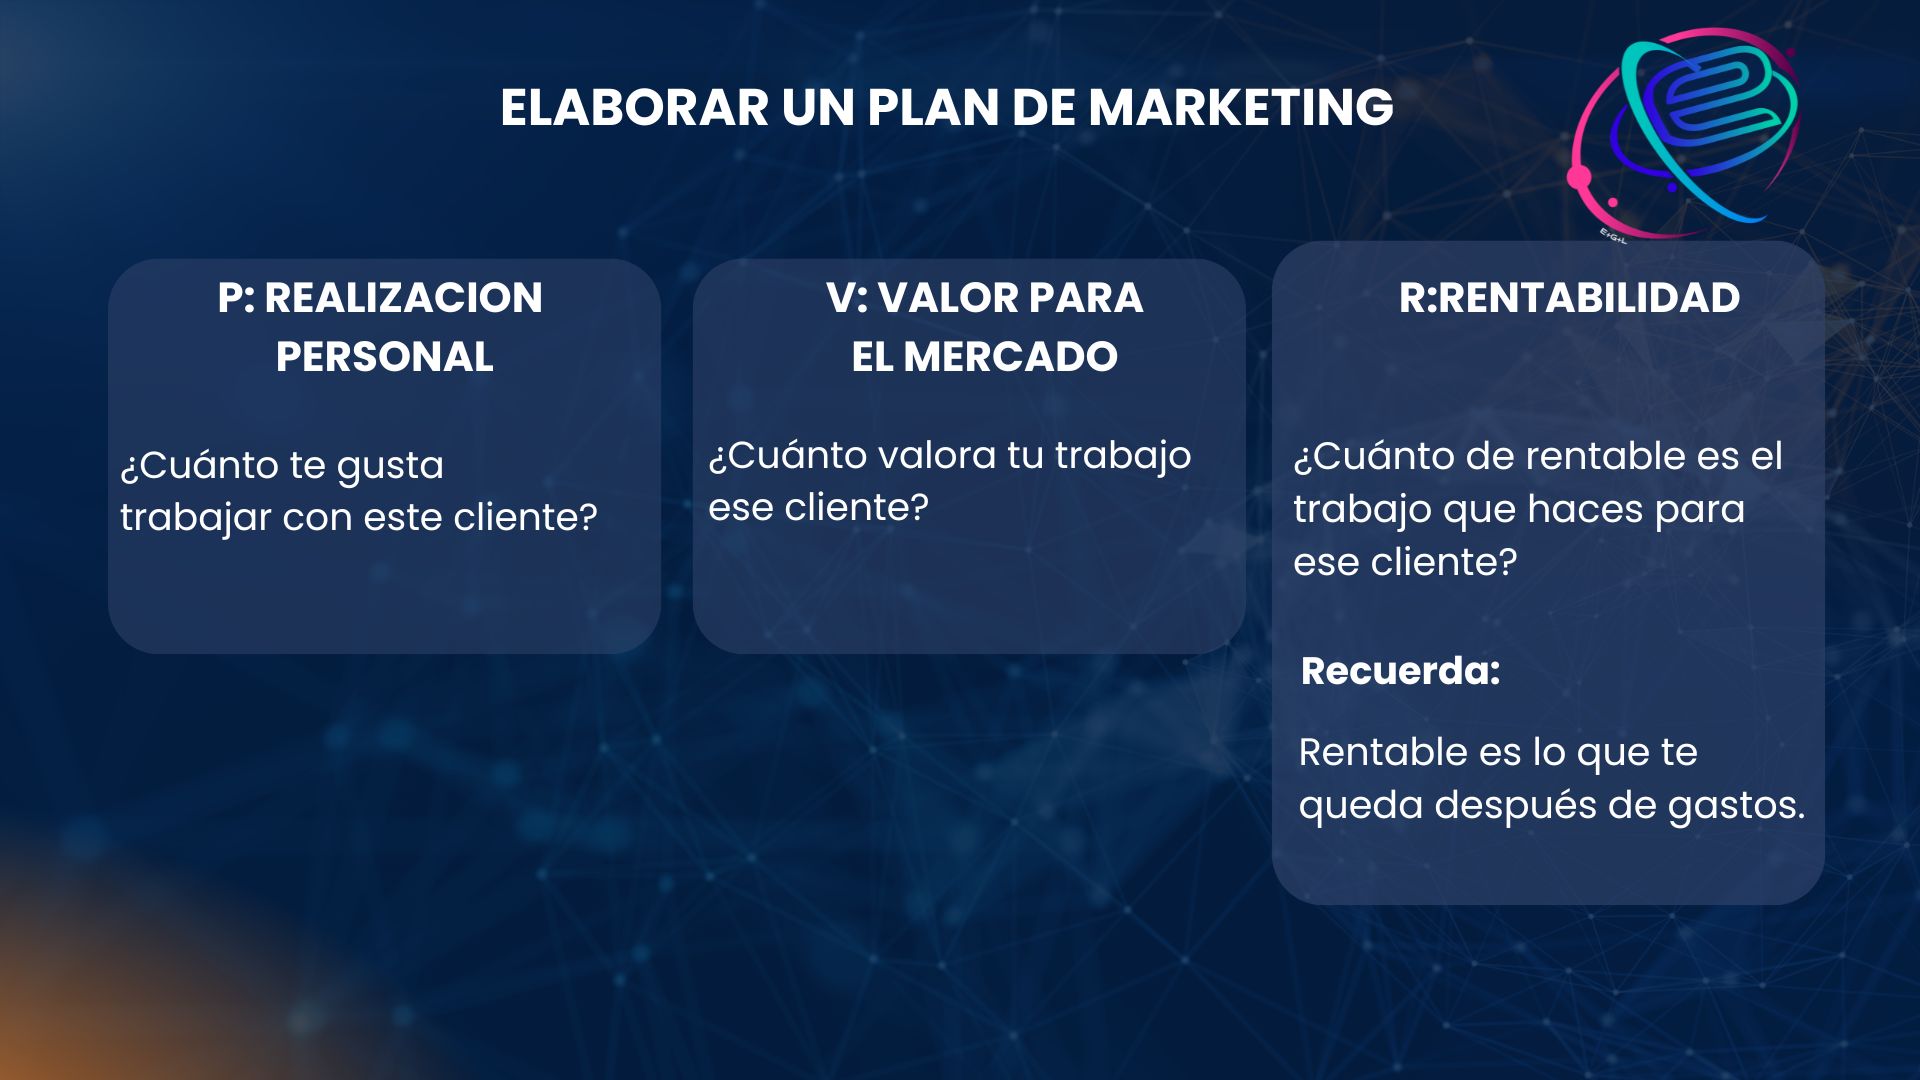 ELABORAR UN PLAN DE MARKETING
E+G+L
P: REALIZACION
PERSONAL
¿Cuánto te gusta
trabajar con este cliente?
V: VALOR PARA
EL MERCADO
¿Cuánto valora tu trabajo
ese cliente?
R:RENTABILIDAD
¿Cuánto de rentable es el
trabajo que haces para
ese cliente?
Recuerda:
Rentable es lo que te
queda después de gastos.